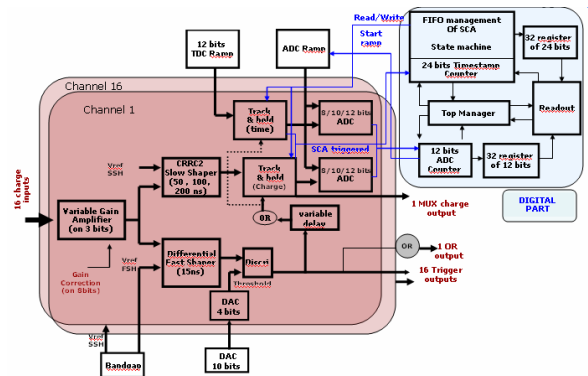 Read/Write
Start
ramp
FIFO management
Of SCA
State machine
24 bits Timestamp
Counter
32 register
of 24 bits
Top Manager
Readout
12 bits
ADC
Counter
32 register
of 12 bits
DIGITAL
PART
12 bits
TDC Ramp
ADC Ramp
Channel 16
Channel 1
Track
& hold
(time)
8/10/12 bits
ADC
SCA triggered
Track
& hold
(Charge)
8/10/12 bits
ADC
1 MUX charge
output
16 charge
inputs
Vref
SSH
CRRC2
Slow Shaper
(50 , 100,
200 ns)
OR
variable
delay
Variable Gain
Amplifier
(on 3 bits)
Gain
Correction
(on 8bits)
Vref
FSH
Differential
Fast Shaper
(15ns)
Discri
Threshold
OR
1 OR output
16 Trigger
outputs
DAC
4 bits
Vref
SSH
Bandgap
DAC
10 bits